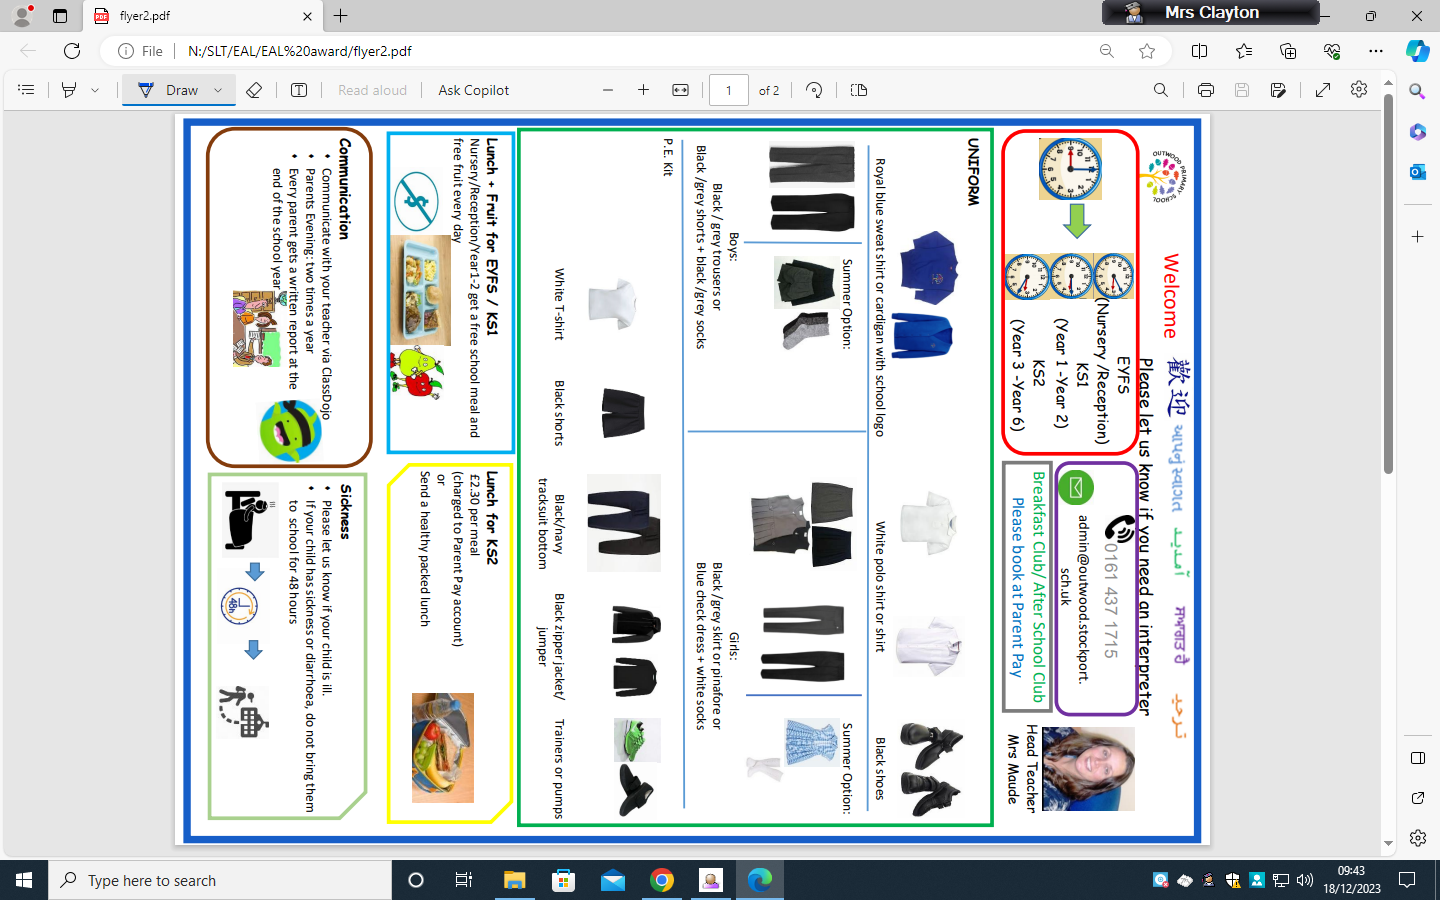 flyer2.pdf
Mrs Clayton
File
N:/SLT/EAL/EAL%20award/flyer2.pdf
Draw
Read aloud
Ask Copilot
1
of 2
OUTWOOD PRIMARY SCHOOL
Welcome
歡迎
آمدید
ترحيب
Please let us know if you need an interpreter
EYFS
(Nursery /Reception)
KS1
(Year 1 -Year 2)
KS2
(Year 3 -Year 6)
0161 437 1715
admin@outwood.stockport.
sch.uk
Breakfast Club/ After School Club
Please book at Parent Pay
Head Teacher
Mrs Maude
UNIFORM
Royal blue sweat shirt or cardigan with school logo
White polo shirt or shirt
Black shoes
Summer Option:
Summer Option:
Boys:
Black / grey trousers or
Black /grey shorts + black /grey socks
Girls:
Black /grey skirt or pinafore or
Blue check dress + white socks
P.E. Kit
White T-shirt
Black shorts
Black/navy
tracksuit bottom
Black zipper jacket/
jumper
Trainers or pumps
Lunch + Fruit for EYFS / KS1
Nursery/Reception/Year1-2 get a free school meal and
free fruit every day
Lunch for KS2
£2.30 per meal
(charged to Parent Pay account)
or
Send a healthy packed lunch
Communication
• Communicate with your teacher via ClassDojo
• Parents Evening: two times a year
• Every parent gets a written report at the
end of the school year
Sickness
• Please let us know if your child is ill.
• If your child has sickness or diarrhoea, do not bring them
to school for 48 hours
48h
Type here to search
09:43
18/12/2023